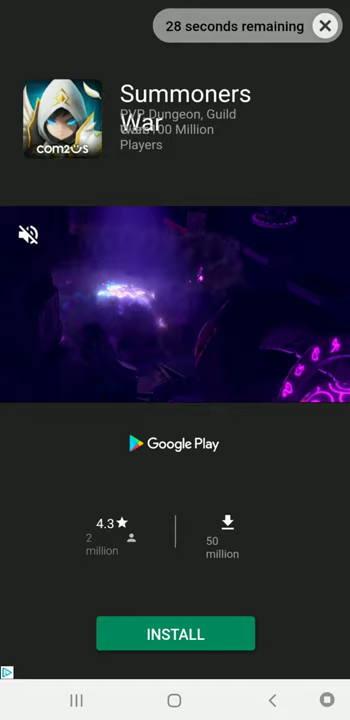 28 seconds remaining
Summoners
War
PVP Dungeon, Guild
100 Million
Players
com2us
Google Play
4.3★
2
million
50
million
INSTALL